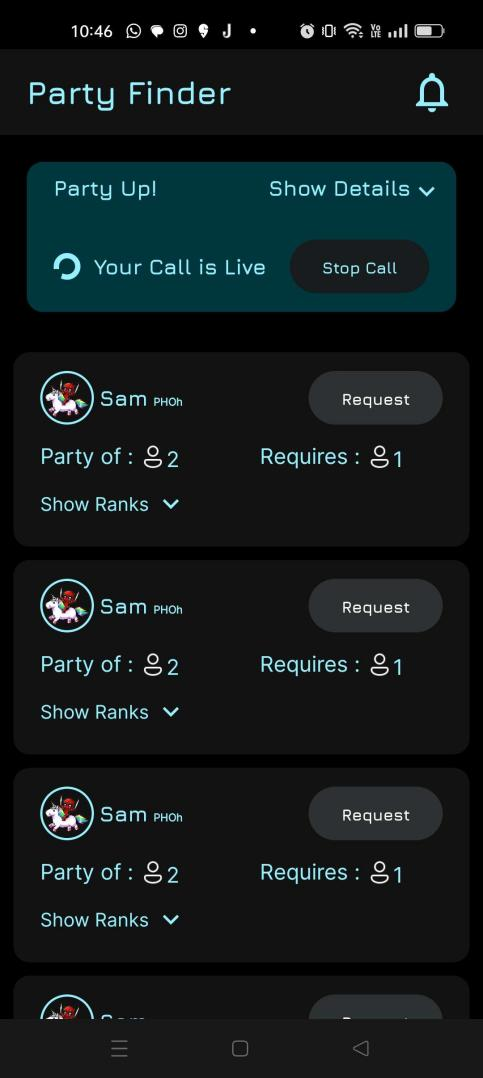 10:46
Vo LTE
Party Finder
Party Up! Show Details
Your Call is Live Stop Call
Sam PHOh Request
Party of : 2 Requires : 1
Show Ranks
Sam PHOh Request
Party of : 2 Requires : 1
Show Ranks
Sam PHOh Request
Party of : 2 Requires : 1
Show Ranks